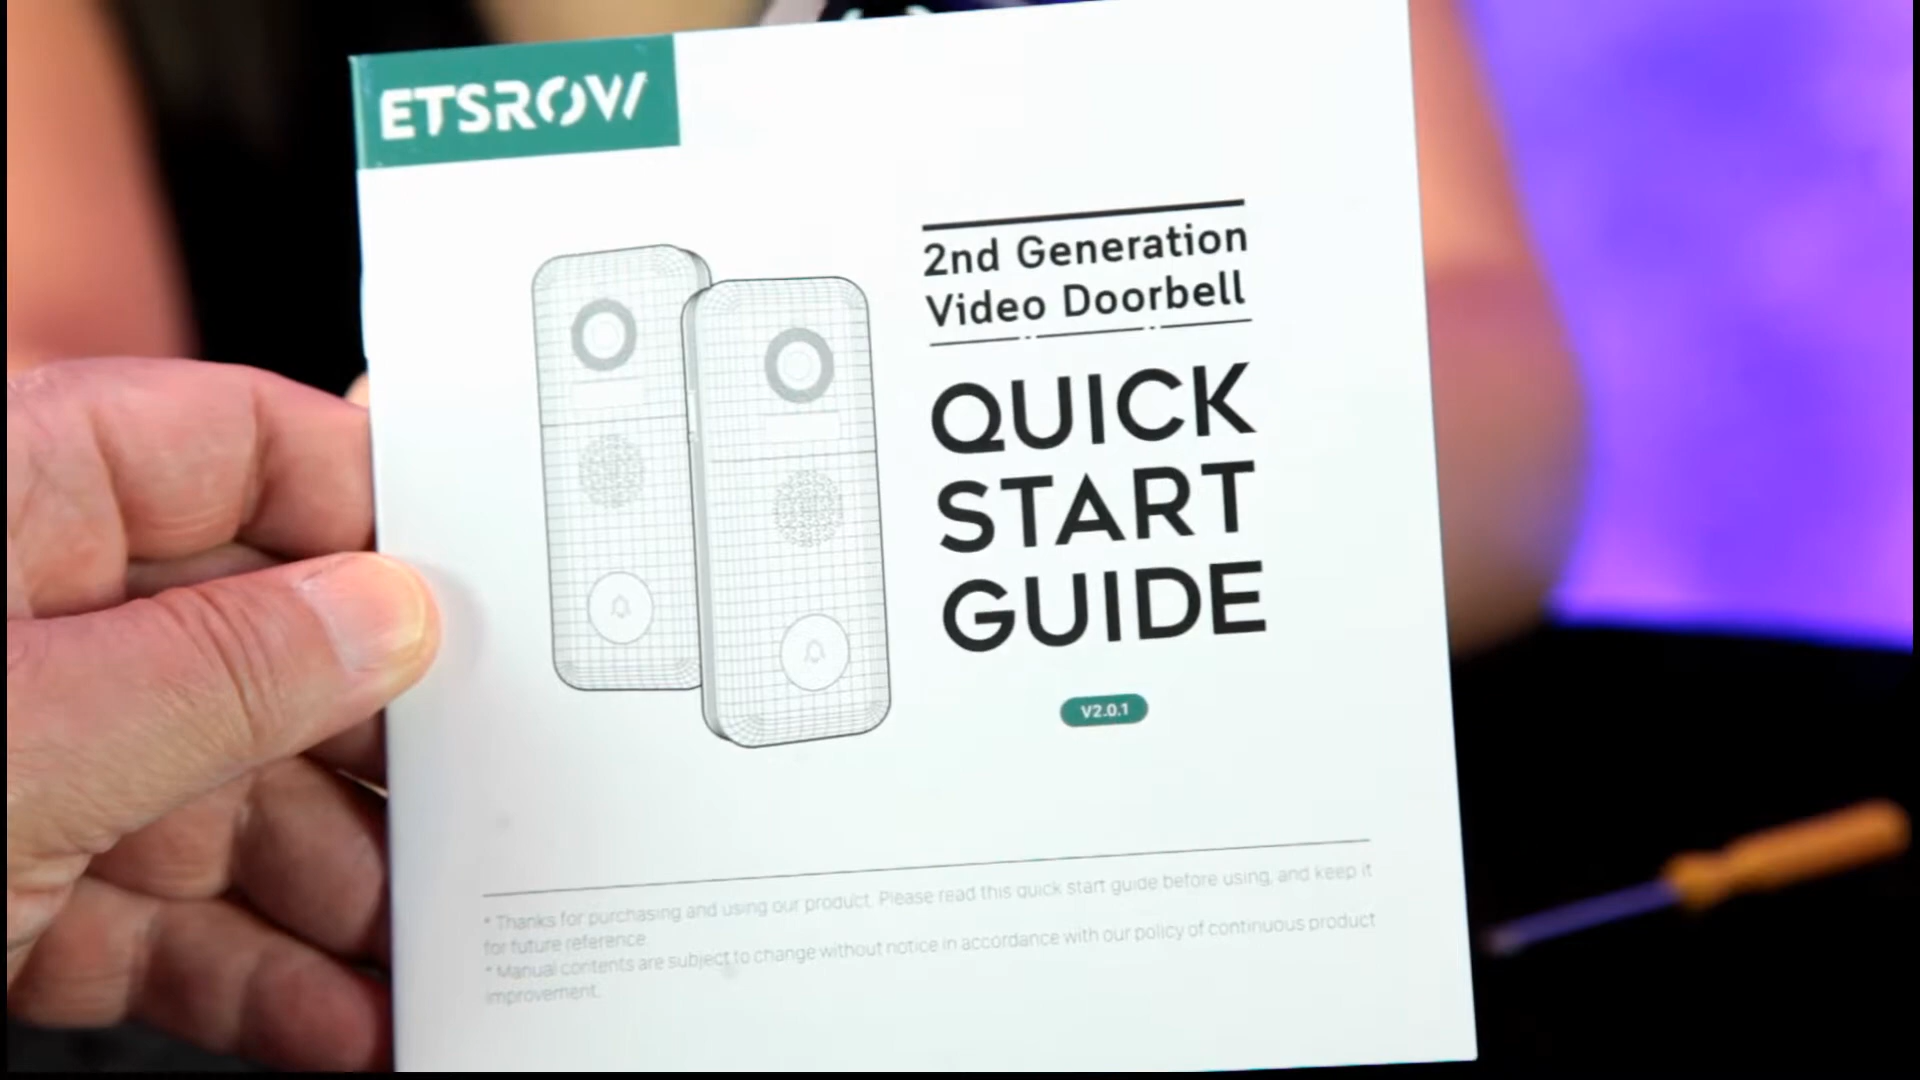 ETSROW
2nd Generation
Video Doorbell
QUICK
START
GUIDE
V2.0.1
* Thanks for purchasing and using our product. Please read this quick start guide before using, and keep it
for future reference.
* Manual contents are subject to change without notice in accordance with our policy of continuous product
improvement.